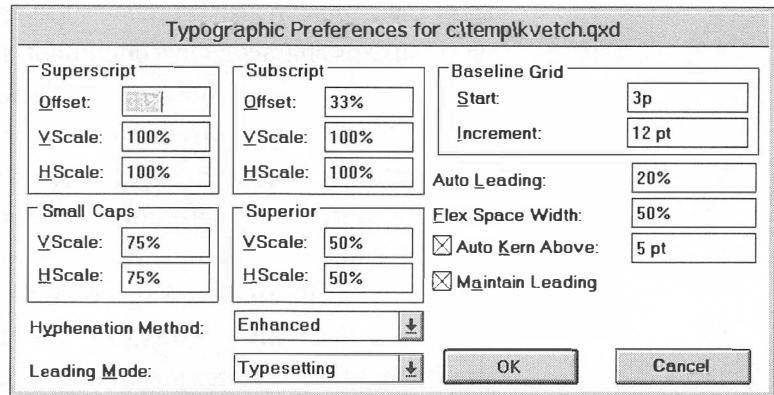 Typographic Preferences for c:\temp\kvetch.qxd
Superscript
Offset:
VScale: 100%
HScale: 100%
Subscript
Offset: 33%
VScale: 100%
HScale: 100%
Baseline Grid
Start: 3p
Increment: 12 pt
Small Caps
VScale: 75%
HScale: 75%
Superior
VScale: 50%
HScale: 50%
Auto Leading: 20%
Flex Space Width: 50%
Auto Kern Above: 5 pt
Maintain Leading
Hyphenation Method: Enhanced
Leading Mode: Typesetting
OK
Cancel